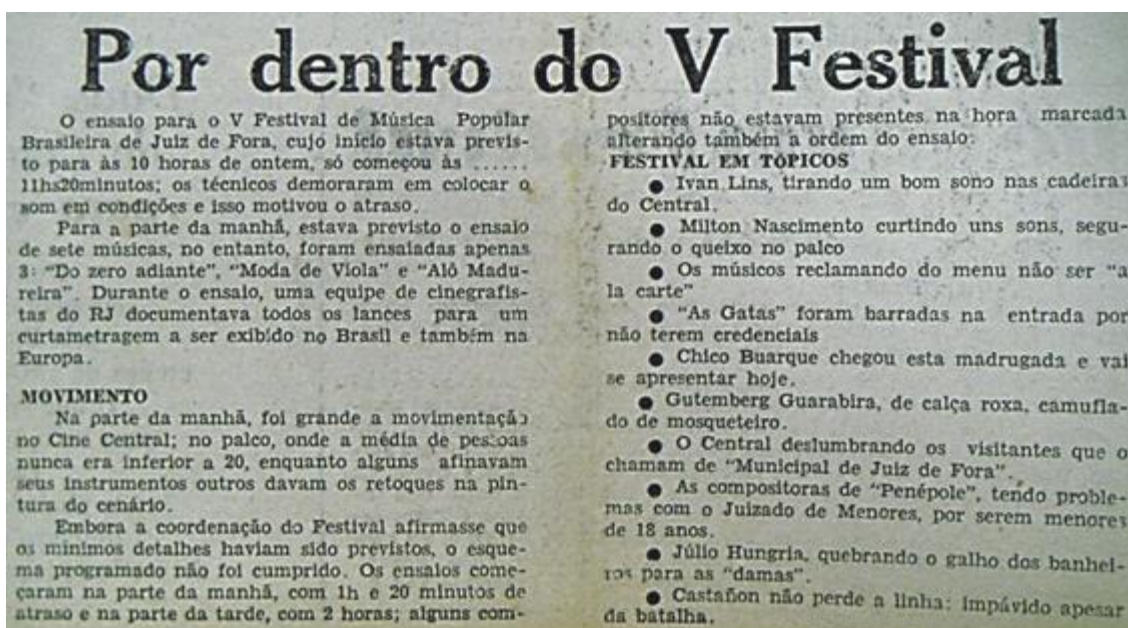 Por dentro do V Festival
O ensaio para o V Festival de Música Popular
Brasileira de Juiz de Fora, cujo início estava previs-
to para às 10 horas de ontem, só começou às ......
11hs20minutos; os técnicos demoraram em colocar o
som em condições e isso motivou o atraso.
Para a parte da manhã, estava previsto o ensaio
de sete músicas, no entanto, foram ensaiadas apenas
3: "Do zero adiante", "Moda de Viola" e "Alô Madu-
reira". Durante o ensaio, uma equipe de cinegrafis-
tas do RJ documentava todos os lances para um
curtametragem a ser exibido no Brasil e também na
Europa.
MOVIMENTO
Na parte da manhã, foi grande a movimentação
no Cine Central; no palco, onde a média de pessoas
nunca era inferior a 20, enquanto alguns afinavam
seus instrumentos outros davam os retoques na pin-
tura do cenário.
Embora a coordenação do Festival afirmasse que
os mínimos detalhes haviam sido previstos, o esque-
ma programado não foi cumprido. Os ensaios come-
çaram na parte da manhã, com 1h e 20 minutos de
atraso e na parte da tarde, com 2 horas; alguns com-
positores não estavam presentes na hora marcada
alterando também a ordem do ensaio.
FESTIVAL EM TÓPICOS
● Ivan Lins, tirando um bom sono nas cadeiras
do Central.
● Milton Nascimento curtindo uns sons, segu-
rando o queixo no palco
● Os músicos reclamando do menu não ser "a
la carte"
● "As Gatas" foram barradas na entrada por
não terem credenciais
● Chico Buarque chegou esta madrugada e vai
se apresentar hoje.
● Gutemberg Guarabira, de calça roxa, camufla-
do de mosqueteiro.
● O Central deslumbrando os visitantes que o
chamam de "Municipal de Juiz de Fora".
● As compositoras de "Penépole", tendo proble-
mas com o Juizado de Menores, por serem menores
de 18 anos.
● Júlio Hungria, quebrando o galho dos banhei-
ros para as "damas".
● Castañon não perde a linha: impávido apesar
da batalha.